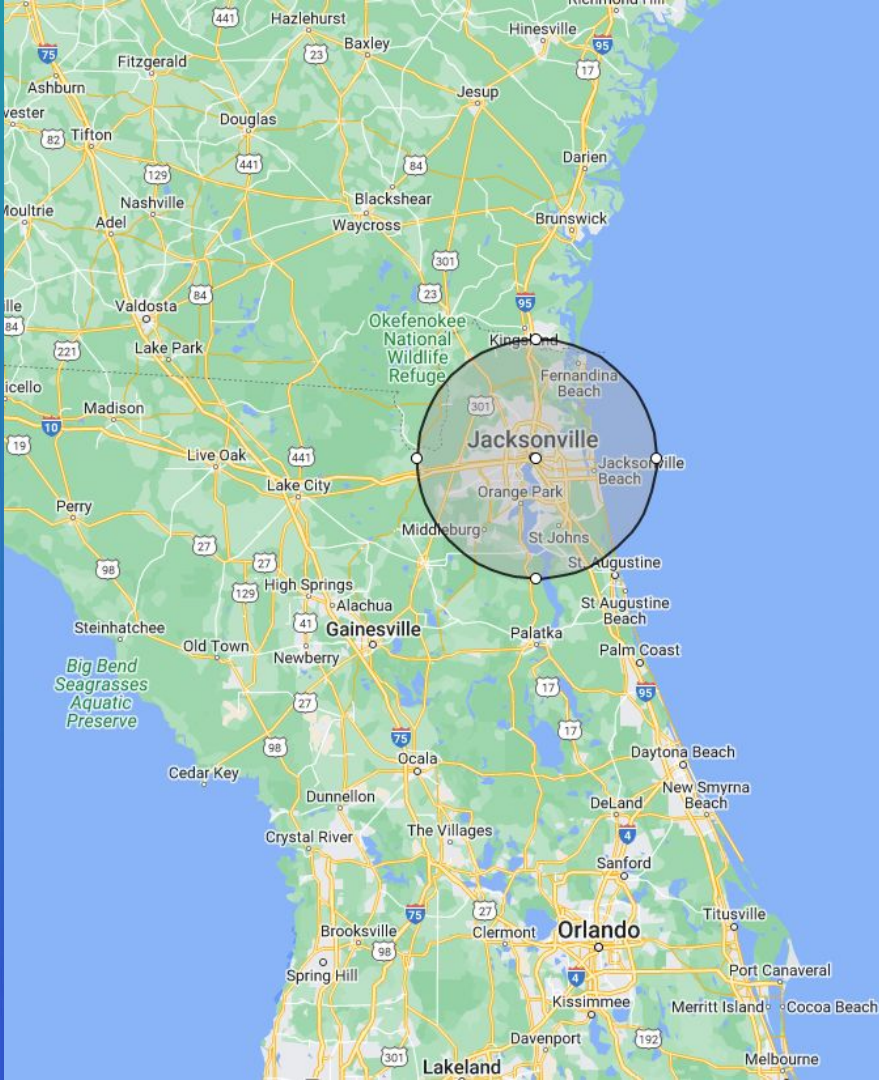 Richmond Hill
441
Hazlehurst
Hinesville
95
75
Baxley
23
Fitzgerald
17
Ashburn
Jesup
Douglas
82
Tifton
441
84
Darien
129
Nashville
Blackshear
Moultrie
Adel
Waycross
Brunswick
301
84
23
95
Valdosta
84
Okefenokee
National
Wildlife
Refuge
Kingsland
221
Lake Park
Fernandina
Beach
301
Madison
10
19
Jacksonville
Live Oak
441
Jacksonville
Beach
Lake City
Orange Park
Perry
Middleburg
St Johns
27
98
27
St. Augustine
129
High Springs
Alachua
St Augustine
Beach
Steinhatchee
41
Gainesville
Palatka
Old Town
Newberry
Palm Coast
Big Bend
Seagrasses
Aquatic
Preserve
17
95
27
17
98
75
Ocala
Daytona Beach
Cedar Key
New Smyrna
Beach
Dunnellon
DeLand
Crystal River
The Villages
4
Sanford
75
27
Titusville
Brooksville
Clermont
Orlando
98
Spring Hill
4
Port Canaveral
Kissimmee
Merritt Island
Cocoa Beach
Davenport
192
301
Lakeland
Melbourne